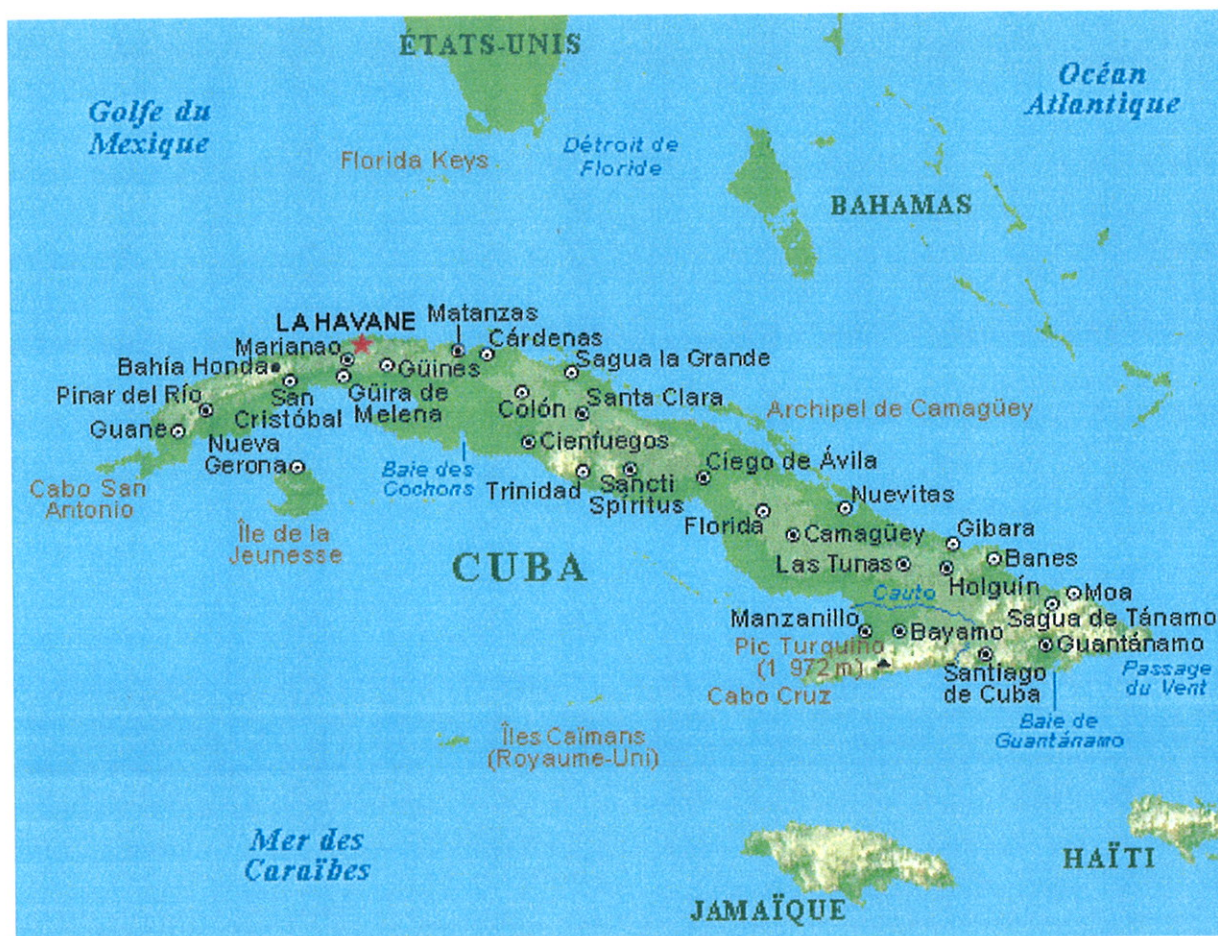 ÉTATS-UNIS
Golfe du
Mexique
Océan
Atlantique
Florida Keys
Détroit de
Floride
BAHAMAS
LA HAVANE
Matanzas
Marianao
Cárdenas
Bahía Honda
Güines
Sagua la Grande
Pinar del Río
San
Cristóbal
Güira de
Melena
Colón
Santa Clara
Archipel de Camagüey
Guane
Nueva
Gerona
Cienfuegos
Baie des
Cochons
Trinidad
Sancti
Spíritus
Ciego de Ávila
Cabo San
Antonio
Île de la
Jeunesse
Florida
Nuevitas
Camagüey
Gibara
CUBA
Las Tunas
Banes
Holguín
Cauto
Moa
Manzanillo
Bayamo
Sagua de Tánamo
Pic Turquino
(1 972 m)
Guantánamo
Santiago
de Cuba
Passage
du Vent
Cabo Cruz
Baie de
Guantánamo
Îles Caïmans
(Royaume-Uni)
Mer des
Caraïbes
HAÏTI
JAMAÏQUE